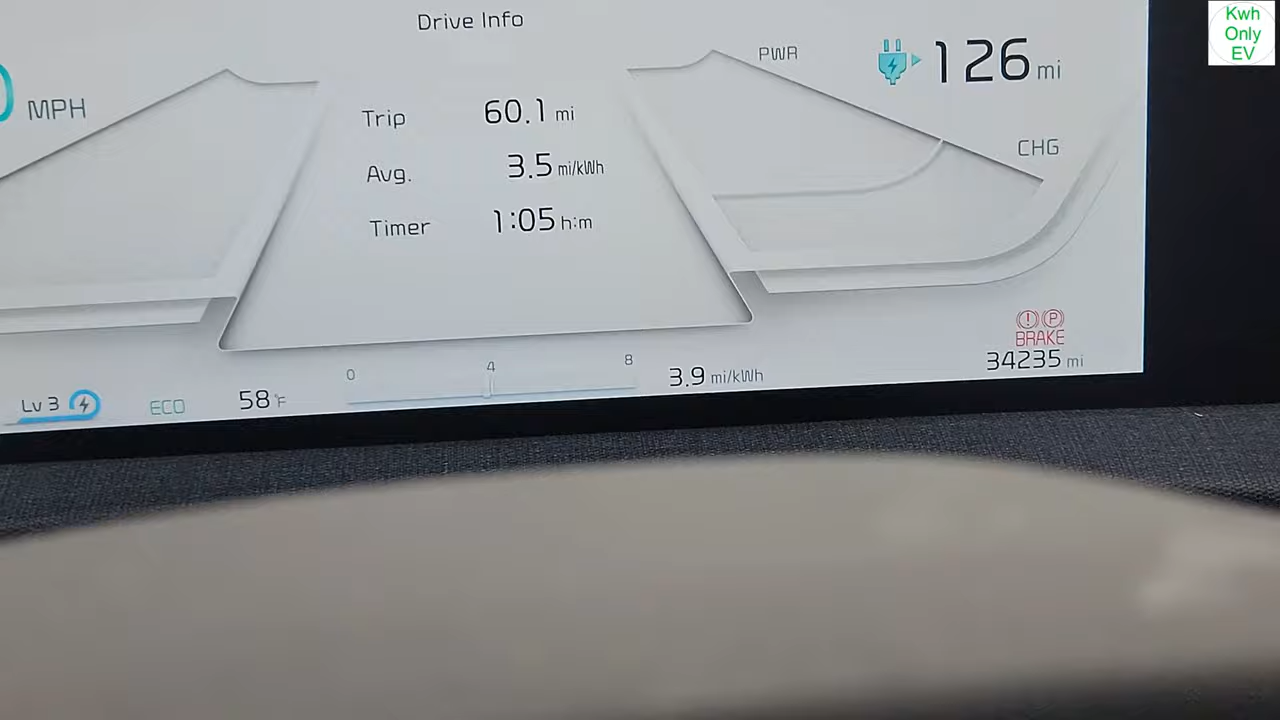 Drive Info
Kwh
Only
EV
PWR
126 mi
MPH
Trip 60.1 mi
CHG
Avg. 3.5 mi/kWh
Timer 1:05 h:m
BRAKE
0 4 8
34235 mi
Lv 3
ECO
58°F
3.9 mi/kWh